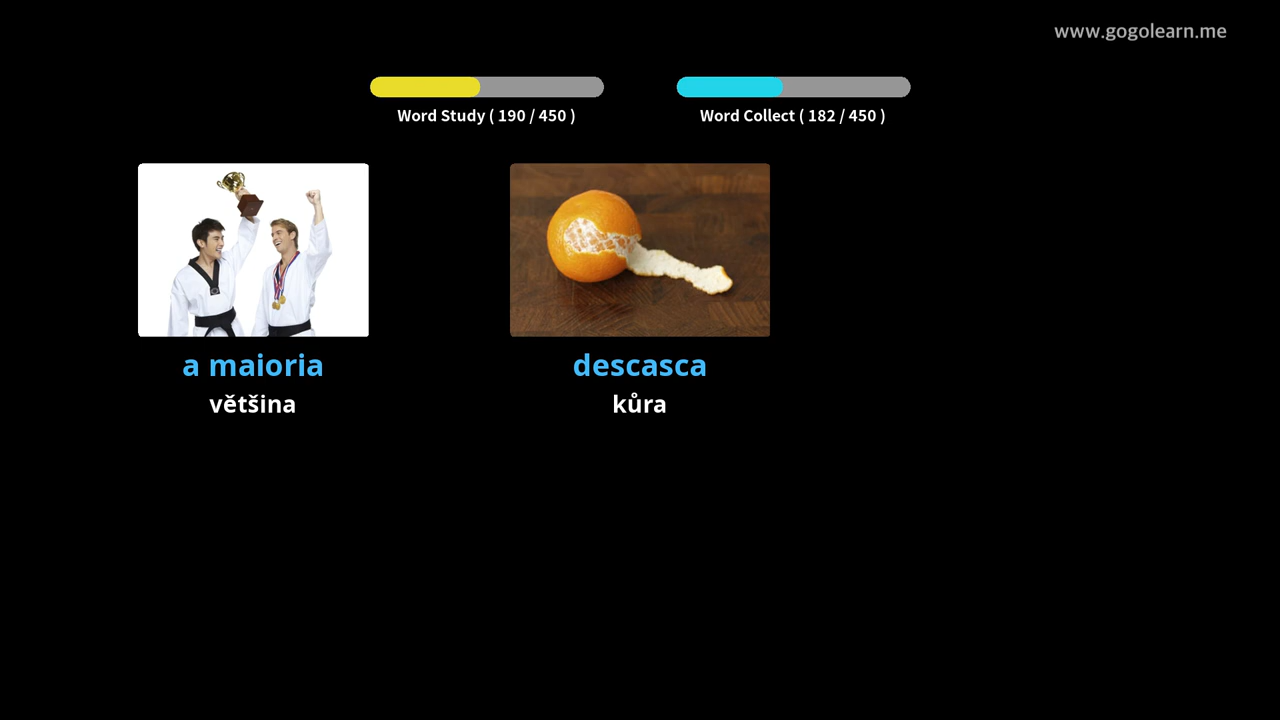 www.gogolearn.me
Word Study ( 190 / 450 )
Word Collect ( 182 / 450 )
a maioria
většina
descasca
kůra